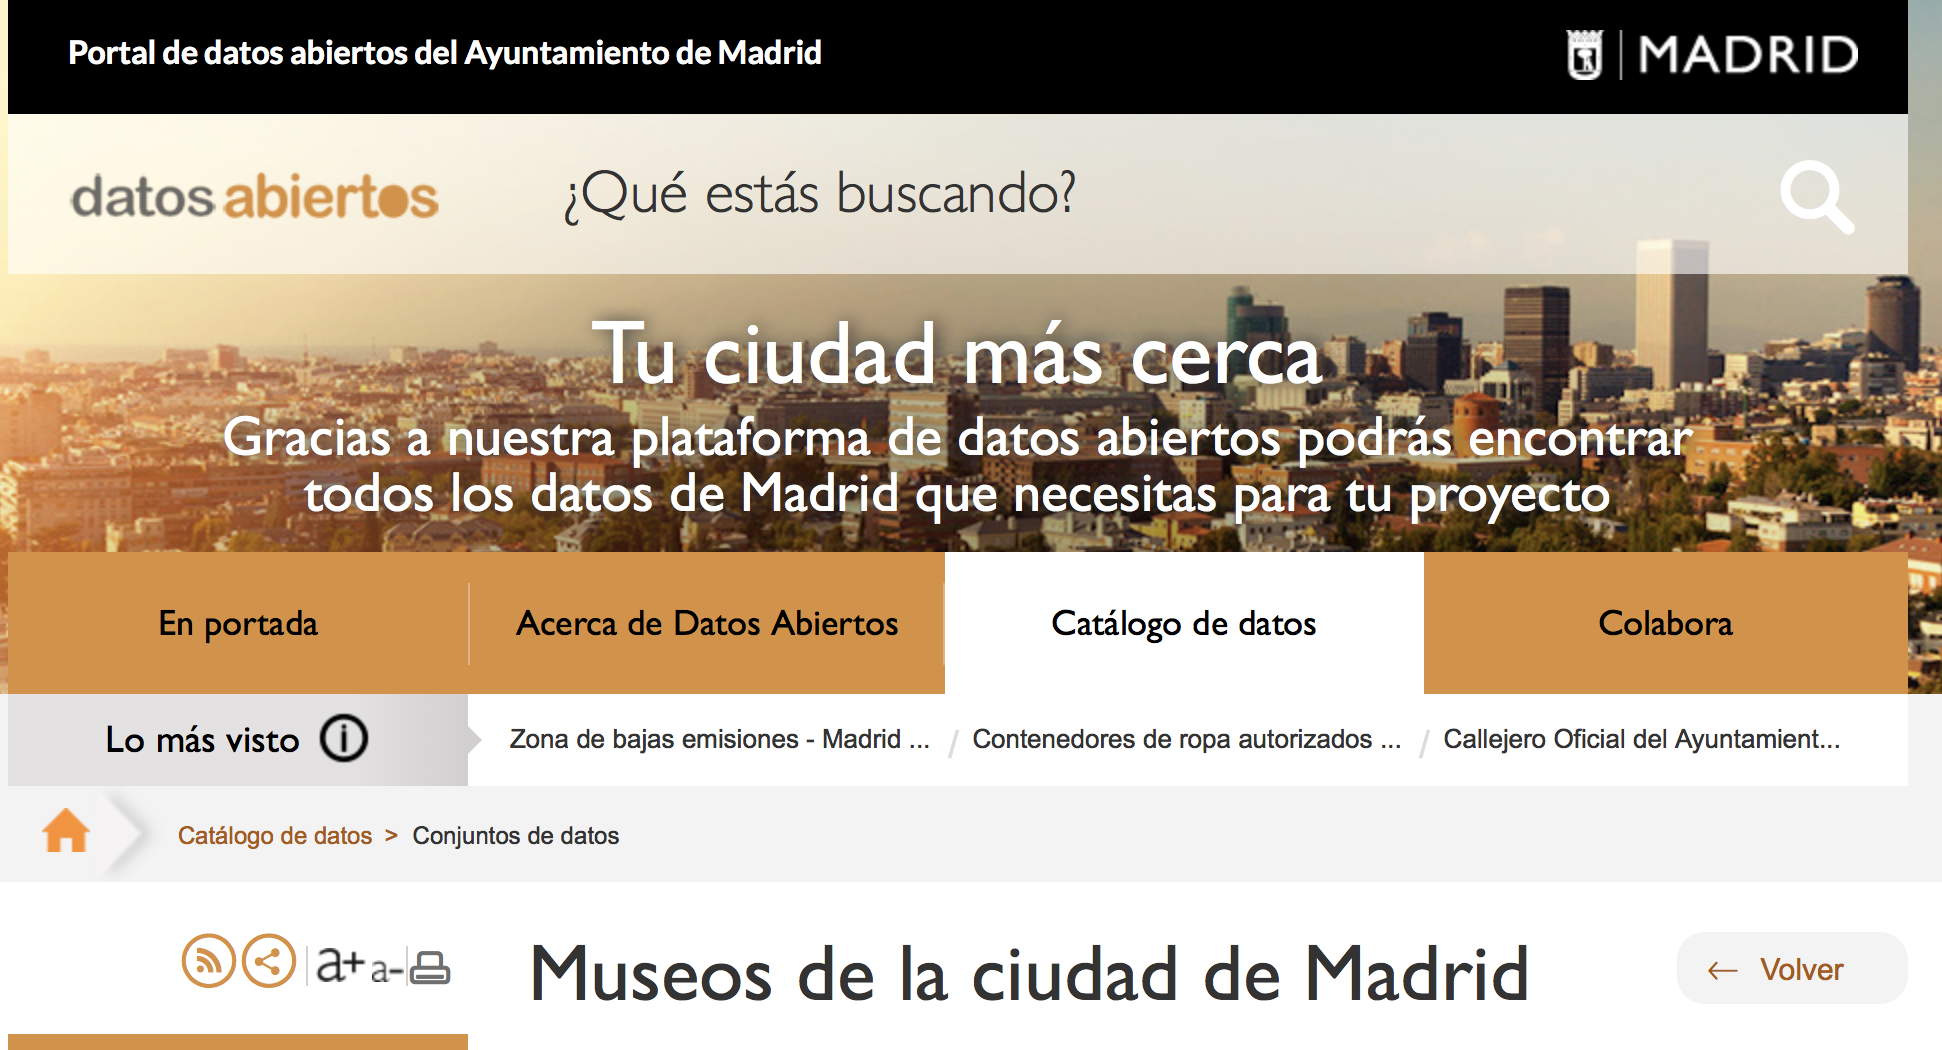 Portal de datos abiertos del Ayuntamiento de Madrid
MADRID
datos abiertos
¿Qué estás buscando?
Tu ciudad más cerca
Gracias a nuestra plataforma de datos abiertos podrás encontrar
todos los datos de Madrid que necesitas para tu proyecto
En portada
Acerca de Datos Abiertos
Catálogo de datos
Colabora
Lo más visto
Zona de bajas emisiones - Madrid ... / Contenedores de ropa autorizados ... / Callejero Oficial del Ayuntamient...
Catálogo de datos > Conjuntos de datos
a+ a-
Museos de la ciudad de Madrid
← Volver